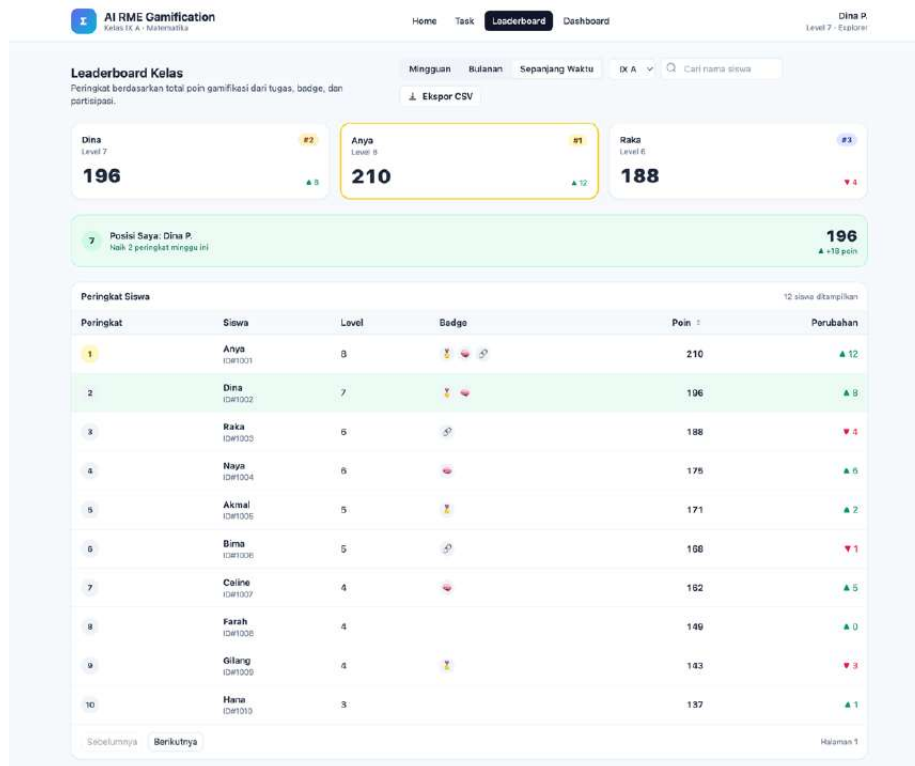 Σ
AI RME Gamification
Kelas IX A - Matematika
Home Task Leaderboard Dashboard
Dina P.
Level 7 - Explorer
Leaderboard Kelas
Peringkat berdasarkan total poin gamifikasi dari tugas, badge, dan
partisipasi.
Mingguan Bulanan Sepanjang Waktu IX A Cari nama siswa
Ekspor CSV
Dina #2
Level 7
196 ▲ 8
Anya #1
Level 8
210 ▲ 12
Raka #3
Level 6
188 ▼ 4
7 Posisi Saya: Dina P. 196
Naik 2 peringkat minggu ini ▲ +18 poin
Peringkat Siswa 12 siswa ditampilkan
Peringkat Siswa Level Badge Poin Perubahan
1 Anya 8 210 ▲ 12
ID#1001
2 Dina 7 196 ▲ 8
ID#1002
3 Raka 6 188 ▼ 4
ID#1003
4 Naya 6 175 ▲ 6
ID#1004
5 Akmal 5 171 ▲ 2
ID#1005
6 Bima 5 168 ▼ 1
ID#1006
7 Celine 4 162 ▲ 5
ID#1007
8 Farah 4 149 ▲ 0
ID#1008
9 Gilang 4 143 ▼ 3
ID#1009
10 Hana 3 137 ▲ 1
ID#1010
Sebelumnya Berikutnya Halaman 1